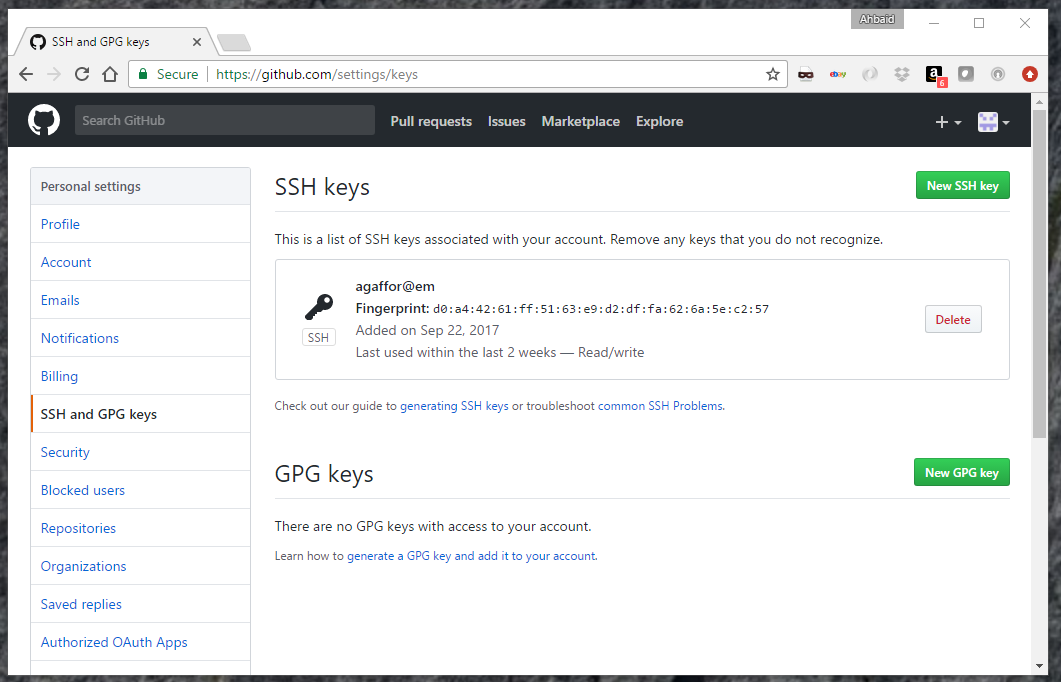 Ahbaid
SSH and GPG keys
Secure
https://github.com/settings/keys
ebay
a
6
Search GitHub
Pull requests
Issues
Marketplace
Explore
Personal settings
Profile
Account
Emails
Notifications
Billing
SSH and GPG keys
Security
Blocked users
Repositories
Organizations
Saved replies
Authorized OAuth Apps
SSH keys
New SSH key
This is a list of SSH keys associated with your account. Remove any keys that you do not recognize.
SSH
agaffor@em
Fingerprint: d0:a4:42:61:ff:51:63:e9:d2:df:fa:62:6a:5e:c2:57
Added on Sep 22, 2017
Last used within the last 2 weeks — Read/write
Delete
Check out our guide to generating SSH keys or troubleshoot common SSH Problems.
GPG keys
New GPG key
There are no GPG keys with access to your account.
Learn how to generate a GPG key and add it to your account.